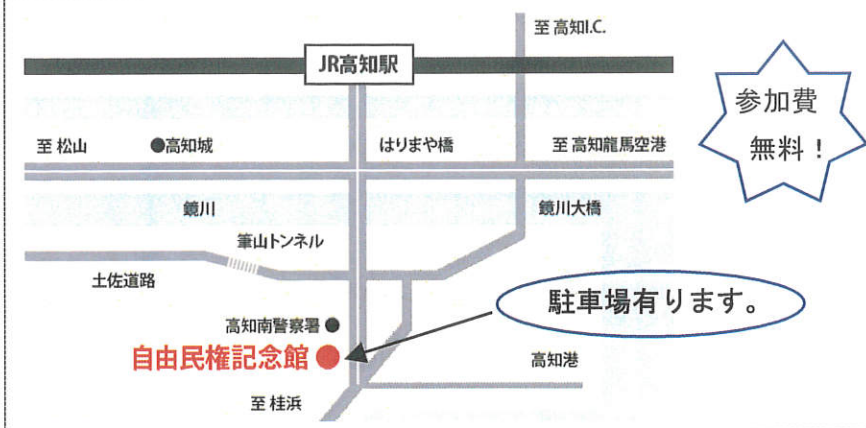 至 高知I.C.
JR高知駅
参加費
無料！
至 松山
●高知城
はりまや橋
至 高知龍馬空港
鏡川
鏡川大橋
筆山トンネル
土佐道路
駐車場有ります。
高知南警察署●
自由民権記念館●
高知港
至 桂浜